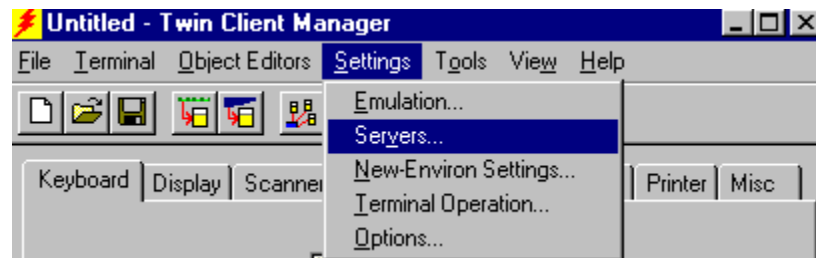 Untitled - Twin Client Manager
File Terminal Object Editors Settings Tools View Help
Emulation...
Servers...
New-Environ Settings...
Terminal Operation...
Options...
Keyboard Display Scanner Printer Misc